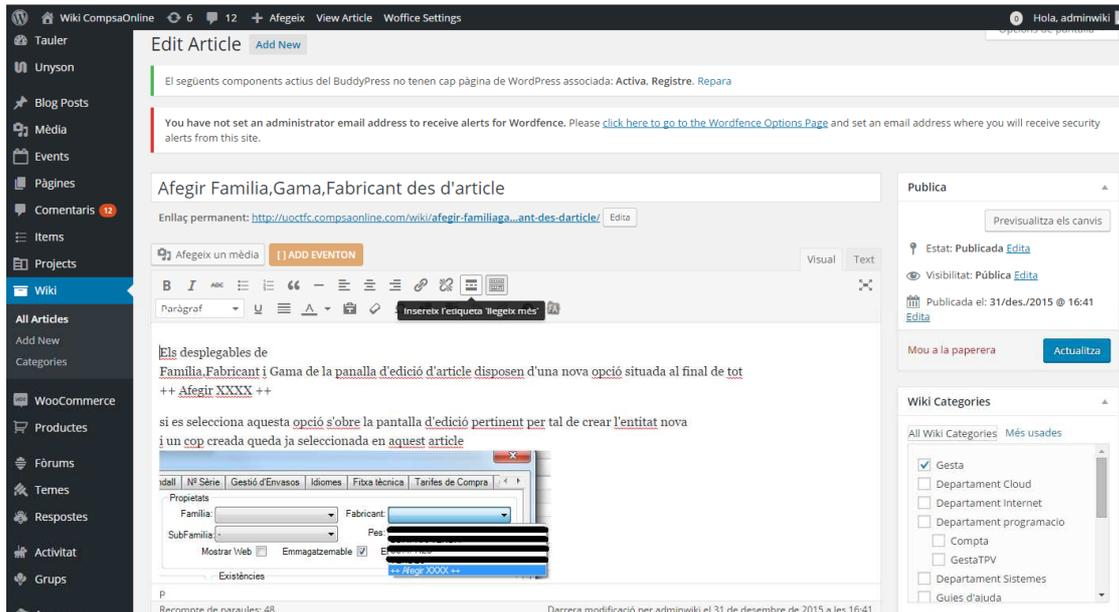 Wiki CompsaOnline 6 12 + Afegeix View Article Woffice Settings 0 Hola, adminwiki
Tauler
Unyson
Blog Posts
Mèdia
Events
Pàgines
Comentaris 12
Items
Projects
Wiki
All Articles
Add New
Categories
WooCommerce
Productes
Fòrums
Temes
Respostes
Activitat
Grups
Opcions de pantalla
Edit Article Add New
El següents components actius del BuddyPress no tenen cap pàgina de WordPress associada: Activa, Registre. Repara
You have not set an administrator email address to receive alerts for Wordfence. Please click here to go to the Wordfence Options Page and set an email address where you will receive security
alerts from this site.
Afegir Familia,Gama,Fabricant des d'article
Enllaç permanent: http://uoctfc.compsaonline.com/wiki/afegir-familiaga...ant-des-darticle/ Edita
Afegeix un mèdia [ ] ADD EVENTON
Visual Text
B I ABC
Paràgraf U A
Insereix l'etiqueta 'llegeix més'
Els desplegables de
Família,Fabricant i Gama de la panalla d'edició d'article disposen d'una nova opció situada al final de tot
++ Afegir XXXX ++
si es selecciona aquesta opció s'obre la pantalla d'edició pertinent per tal de crear l'entitat nova
i un cop creada queda ja seleccionada en aquest article
ndall Nº Sèrie Gestió d'Envasos Idiomes Fitxa tècnica Tarifes de Compra
Propietats
Família: Fabricant:
SubFamilia: - Pes:
Mostrar Web Emmagatzemable
++ Afegir XXXX ++
Existències
P
Recompte de paraules: 48 Darrera modificació per adminwiki el 31 de desembre de 2015 a les 16:41
Publica
Previsualitza els canvis
Estat: Publicada Edita
Visibilitat: Pública Edita
Publicada el: 31/des./2015 @ 16:41
Edita
Mou a la paperera Actualitza
Wiki Categories
All Wiki Categories Més usades
Gesta
Departament Cloud
Departament Internet
Departament programacio
Compta
GestaTPV
Departament Sistemes
Guies d'ajuda